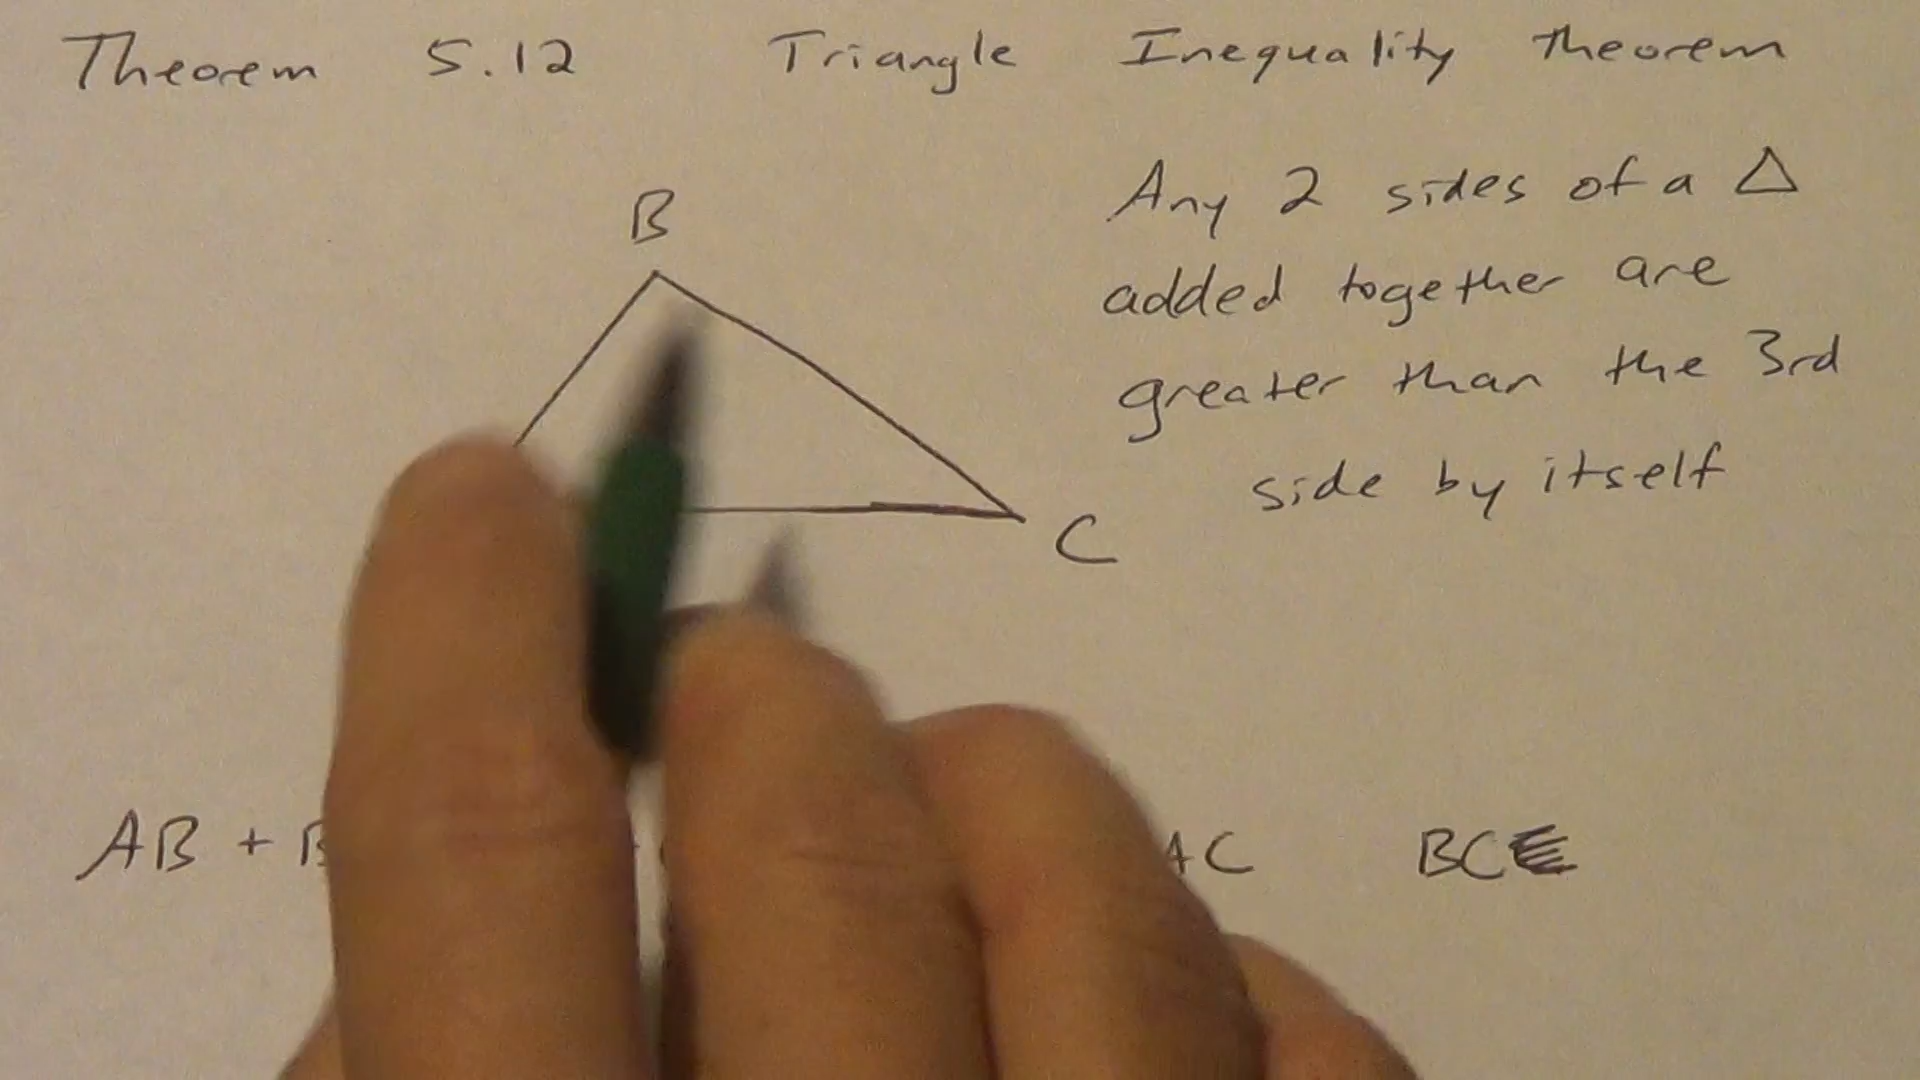 Theorem 5.12 Triangle Inequality Theorem
Any 2 sides of a △
added together are
greater than the 3rd
side by itself
B
C
AB + B AC BC